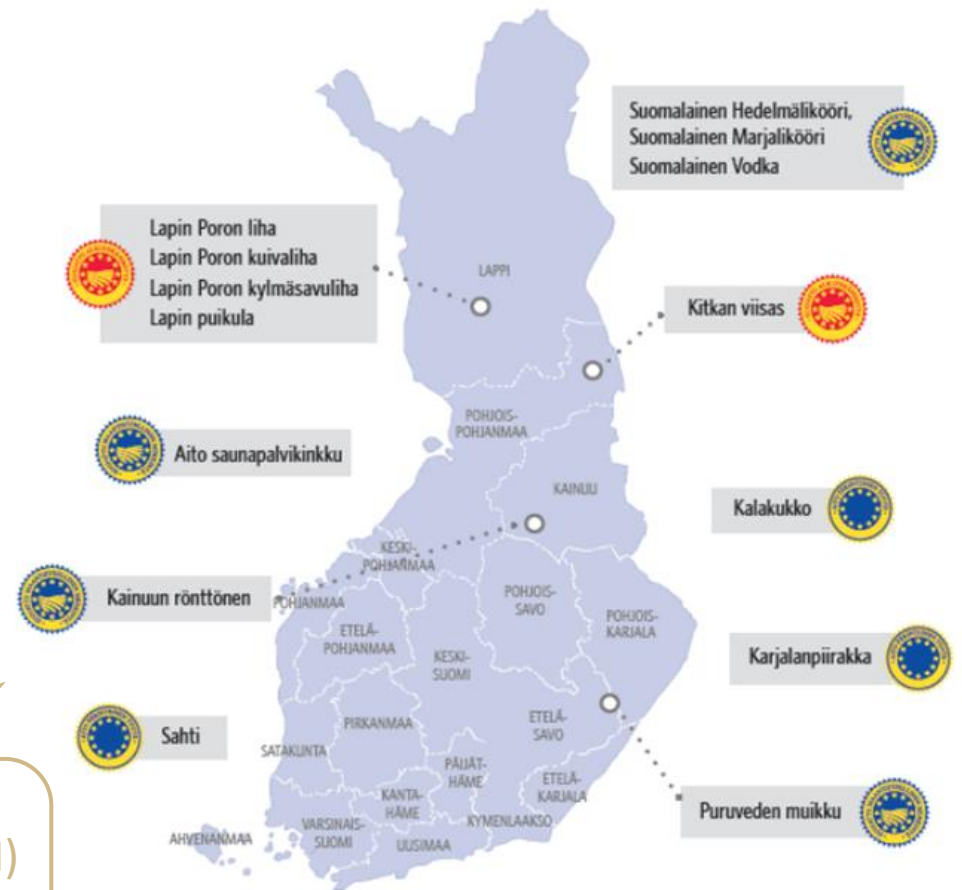 Suomalainen Hedelmälikööri,
Suomalainen Marjalikööri
Suomalainen Vodka
Lapin Poron liha
Lapin Poron kuivaliha
Lapin Poron kylmäsavuliha
Lapin puikula
LAPPI
Kitkan viisas
POHJOIS-
POHJANMAA
Aito saunapalvikinkku
KAINUU
Kalakukko
KESKI-
POHJANMAA
Kainuun rönttönen
POHJANMAA
POHJOIS-
SAVO
POHJOIS-
KARJALA
ETELÄ-
POHJANMAA
KESKI-
SUOMI
Karjalanpiirakka
Sahti
PIRKANMAA
ETELÄ-
SAVO
SATAKUNTA
PÄIJÄT-
HÄME
ETELÄ-
KARJALA
KANTA-
HÄME
Puruveden muikku
AHVENANMAA
VARSINAIS-
SUOMI
UUSIMAA
KYMENLAAKSO